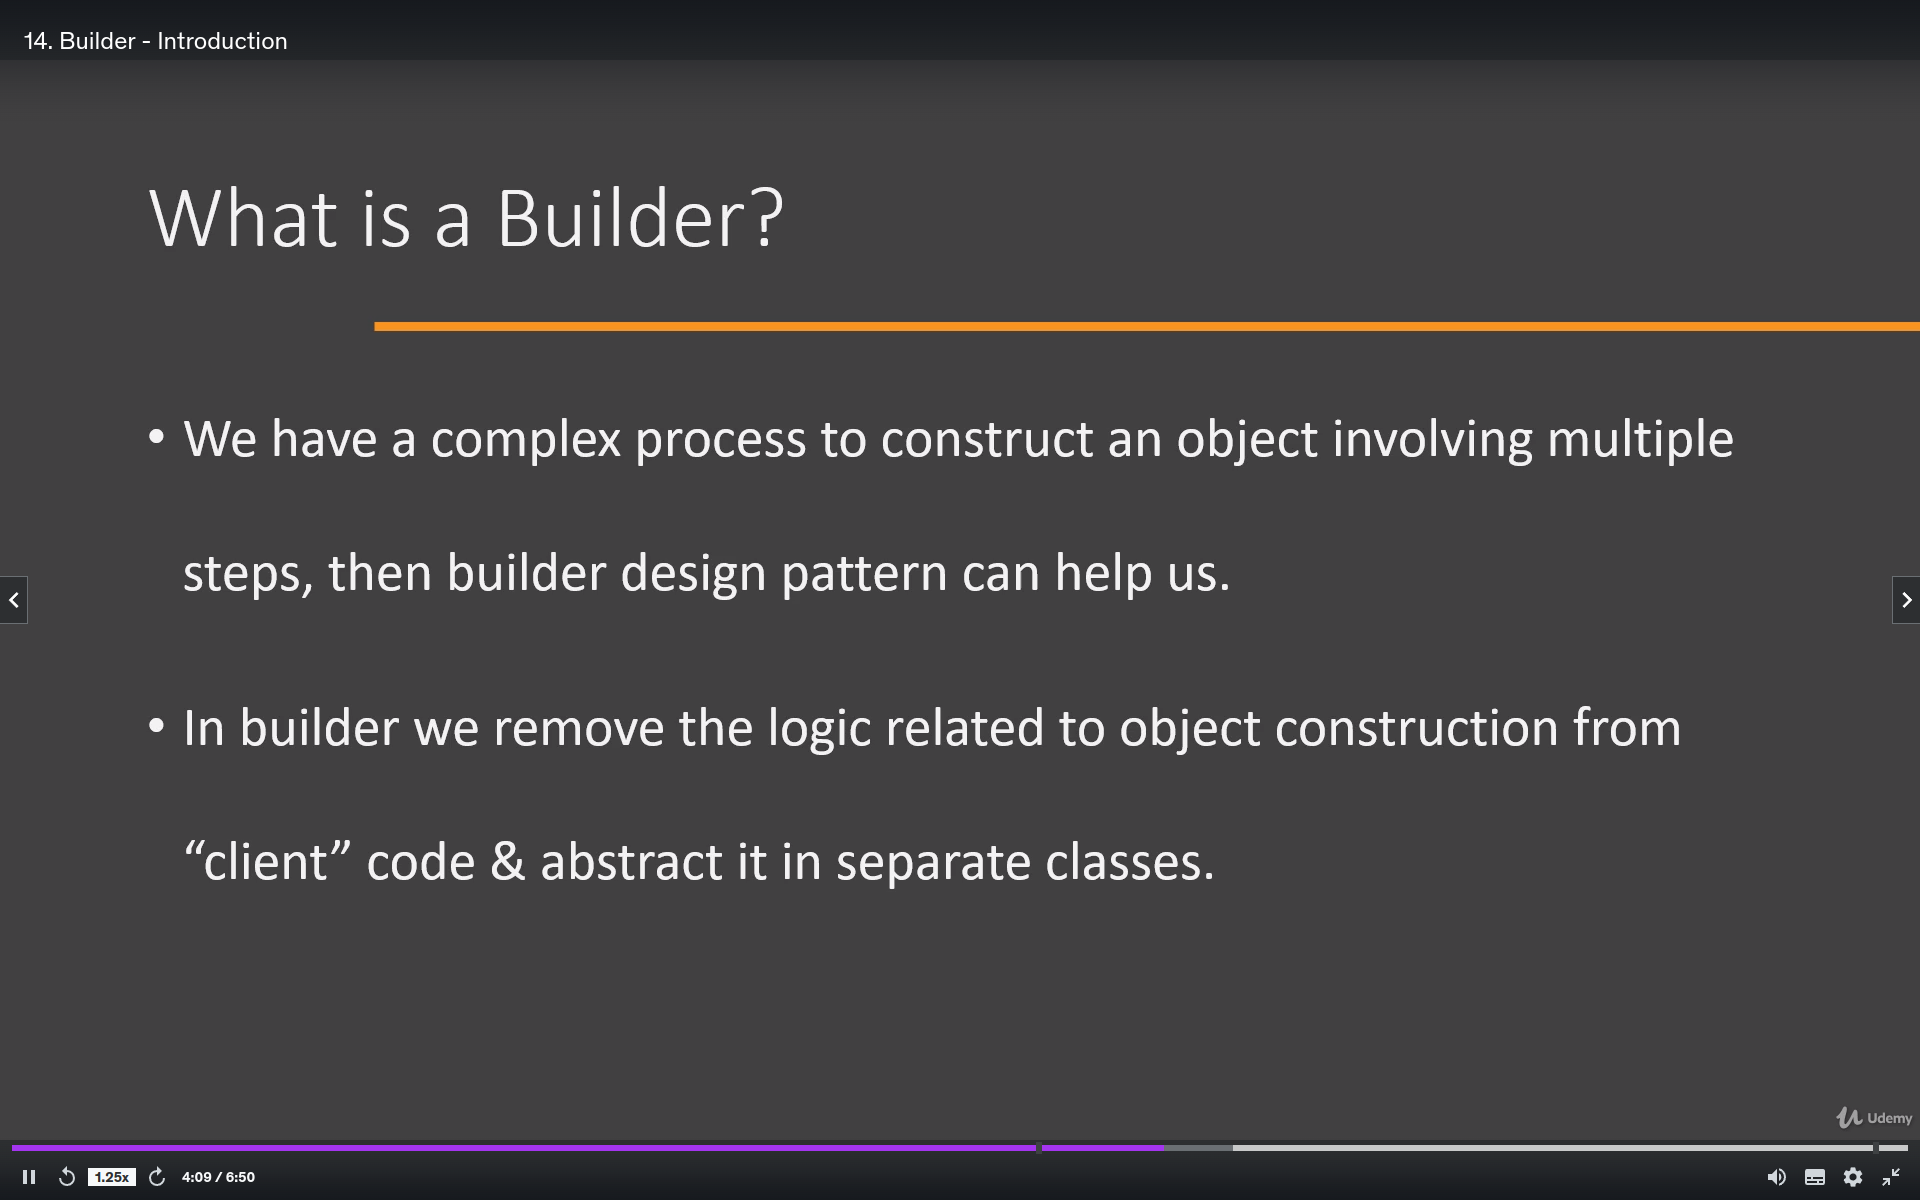 14. Builder - Introduction
What is a Builder?
• We have a complex process to construct an object involving multiple
steps, then builder design pattern can help us.
• In builder we remove the logic related to object construction from
“client” code & abstract it in separate classes.
Udemy
1.25x
4:09 / 6:50